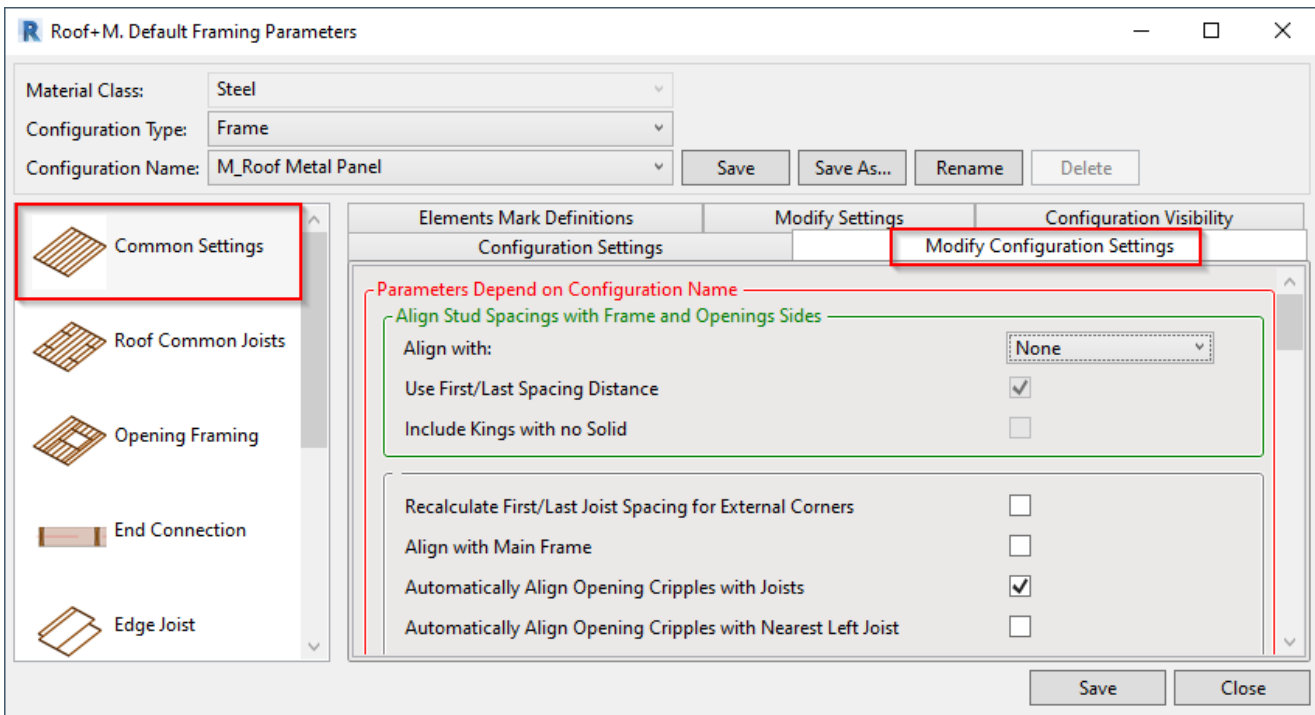 Roof+M. Default Framing Parameters
Material Class: Steel
Configuration Type: Frame
Configuration Name: M_Roof Metal Panel Save Save As... Rename Delete
Common Settings
Roof Common Joists
Opening Framing
End Connection
Edge Joist
Elements Mark Definitions Modify Settings Configuration Visibility
Configuration Settings Modify Configuration Settings
Parameters Depend on Configuration Name
Align Stud Spacings with Frame and Openings Sides
Align with: None
Use First/Last Spacing Distance
Include Kings with no Solid
Recalculate First/Last Joist Spacing for External Corners
Align with Main Frame
Automatically Align Opening Cripples with Joists
Automatically Align Opening Cripples with Nearest Left Joist
Save Close